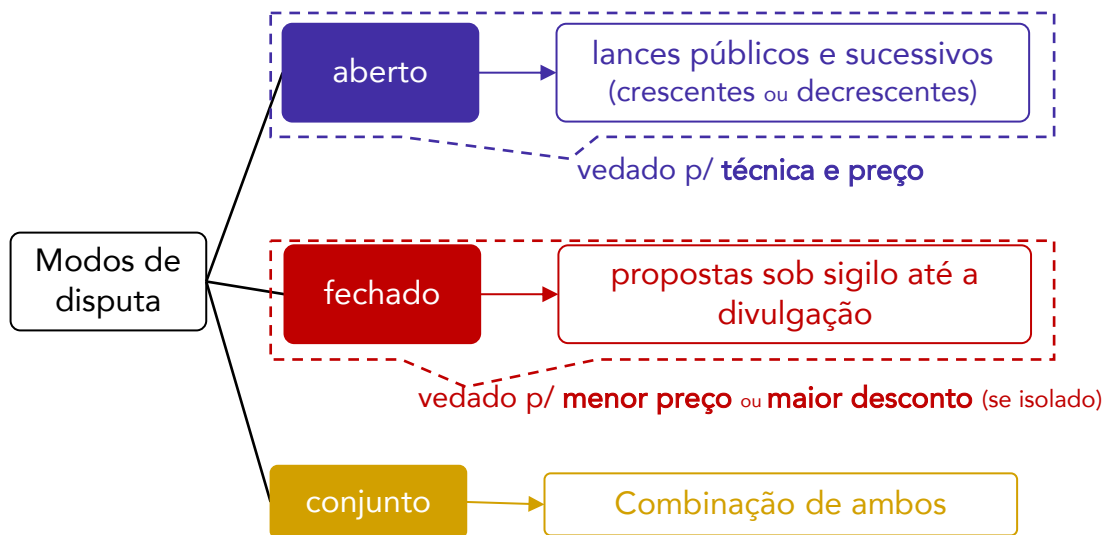 aberto
lances públicos e sucessivos
(crescentes ou decrescentes)
vedado p/ técnica e preço
Modos de
disputa
fechado
propostas sob sigilo até a
divulgação
vedado p/ menor preço ou maior desconto (se isolado)
conjunto
Combinação de ambos